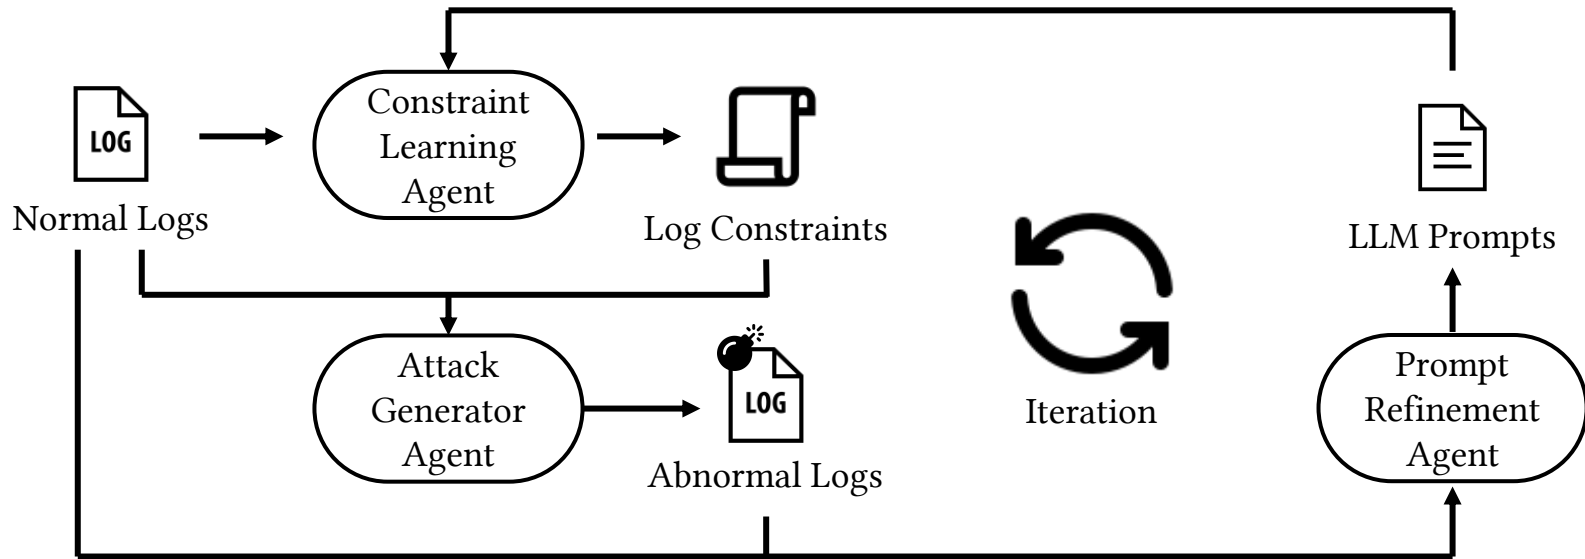 LOG
Normal Logs
Constraint
Learning
Agent
Log Constraints
LLM Prompts
Iteration
Attack
Generator
Agent
LOG
Abnormal Logs
Prompt
Refinement
Agent